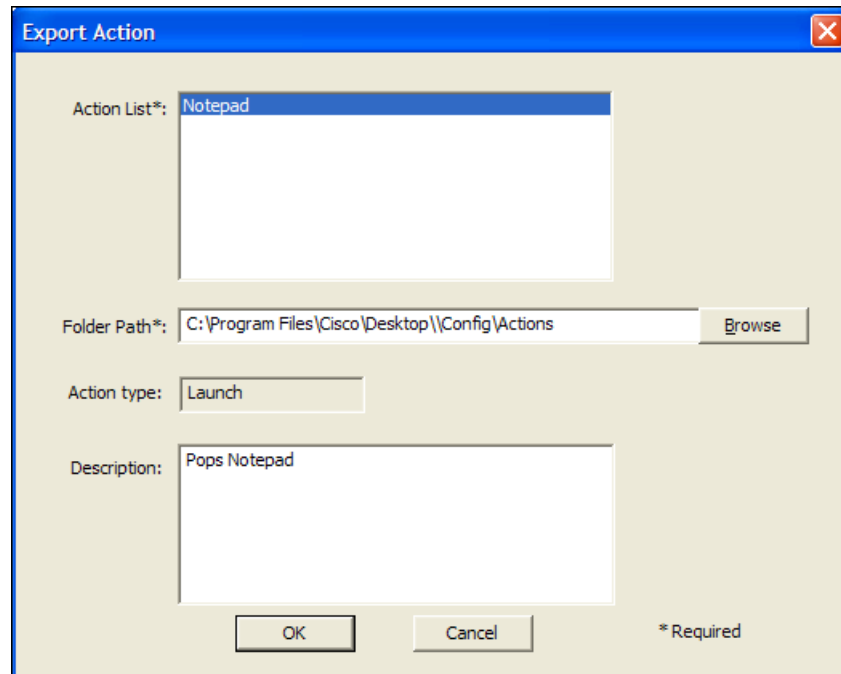 Export Action
Action List*: Notepad
Folder Path*: C:\Program Files\Cisco\Desktop\\Config\Actions Browse
Action type: Launch
Description: Pops Notepad
OK Cancel * Required